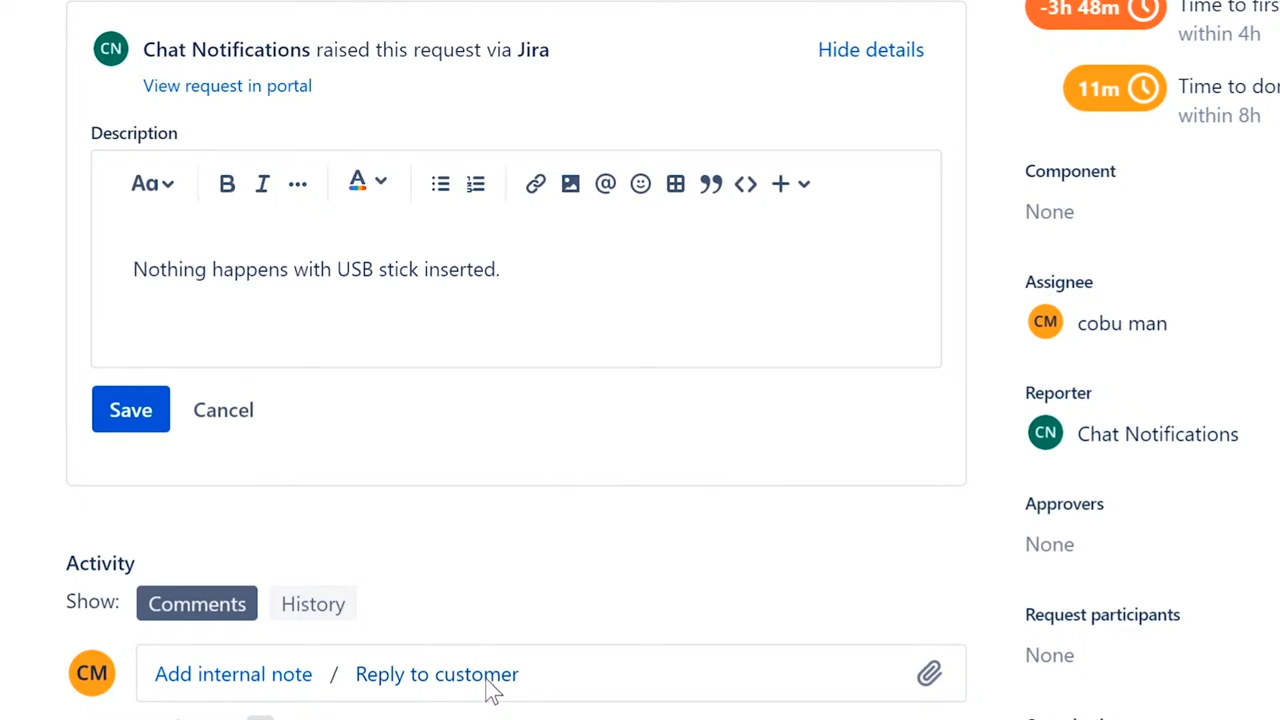 CN
Chat Notifications raised this request via Jira
Hide details
View request in portal
Description
Aa
B I ... A @
Nothing happens with USB stick inserted.
Save
Cancel
Activity
Show:
Comments
History
CM
Add internal note / Reply to customer
-3h 48m
Time to
within 4h
11m
Time to
within 8h
Component
None
Assignee
CM
cobu man
Reporter
CN
Chat Notifications
Approvers
None
Request participants
None